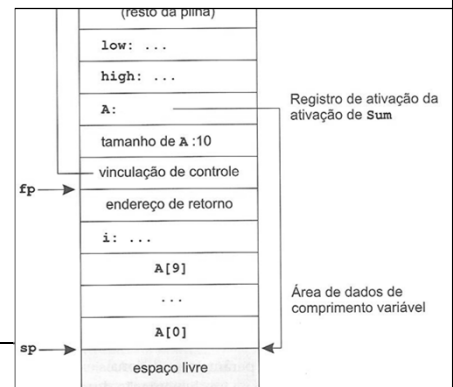 (resto da pilha)
low: ...
high: ...
A:
Registro de ativação da
ativação de Sum
tamanho de A :10
vinculação de controle
fp
endereço de retorno
i: ...
A[9]
...
Área de dados de
comprimento variável
A[0]
sp
espaço livre